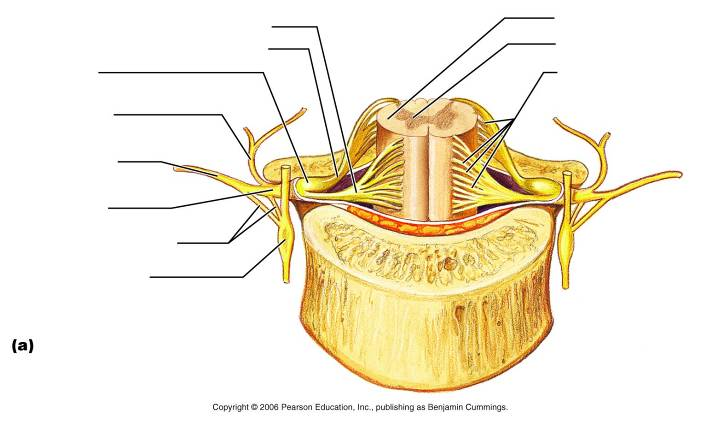 (a)
Copyright © 2006 Pearson Education, Inc., publishing as Benjamin Cummings.